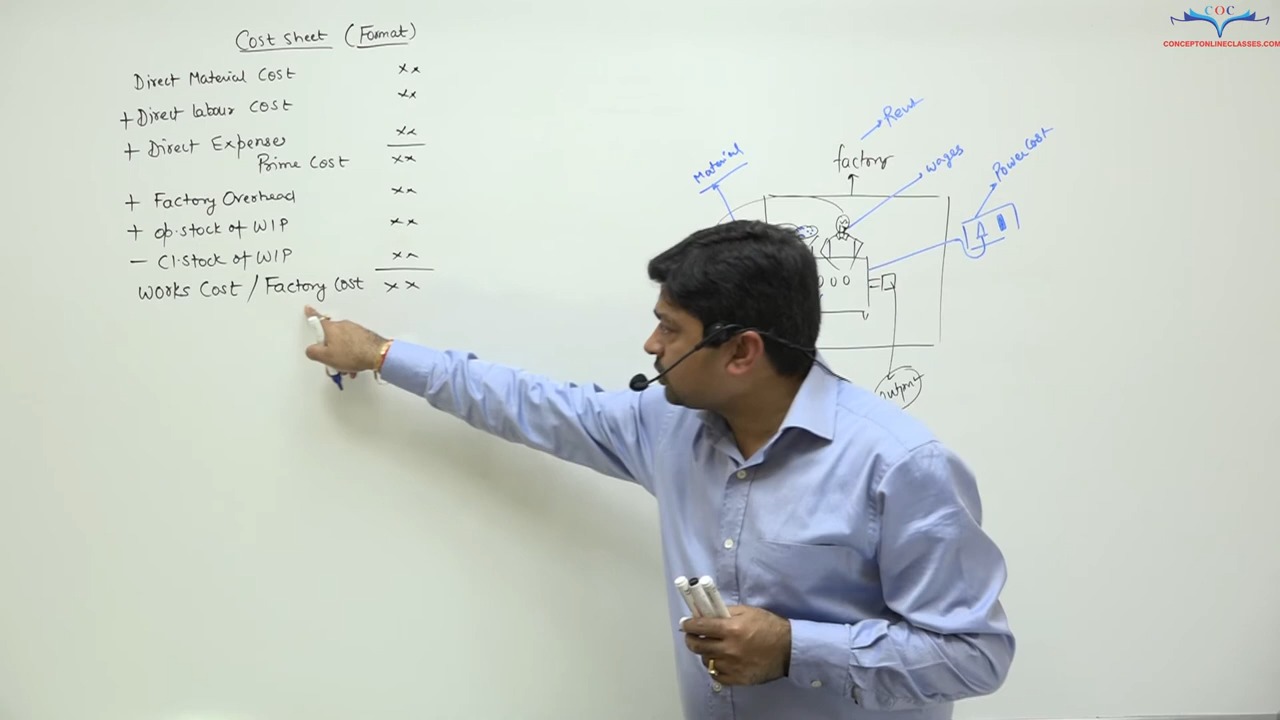 COC
CONCEPTONLINECLASSES.COM
Cost sheet (Format)
Direct Material Cost xx
+ Direct labour cost xx
+ Direct Expenses xx
Prime Cost xx
+ Factory Overhead xx
+ op.stock of WIP xx
- Cl.stock of WIP xx
Works Cost / Factory cost xx
Rent
factory
Material
wages
Power cost
output